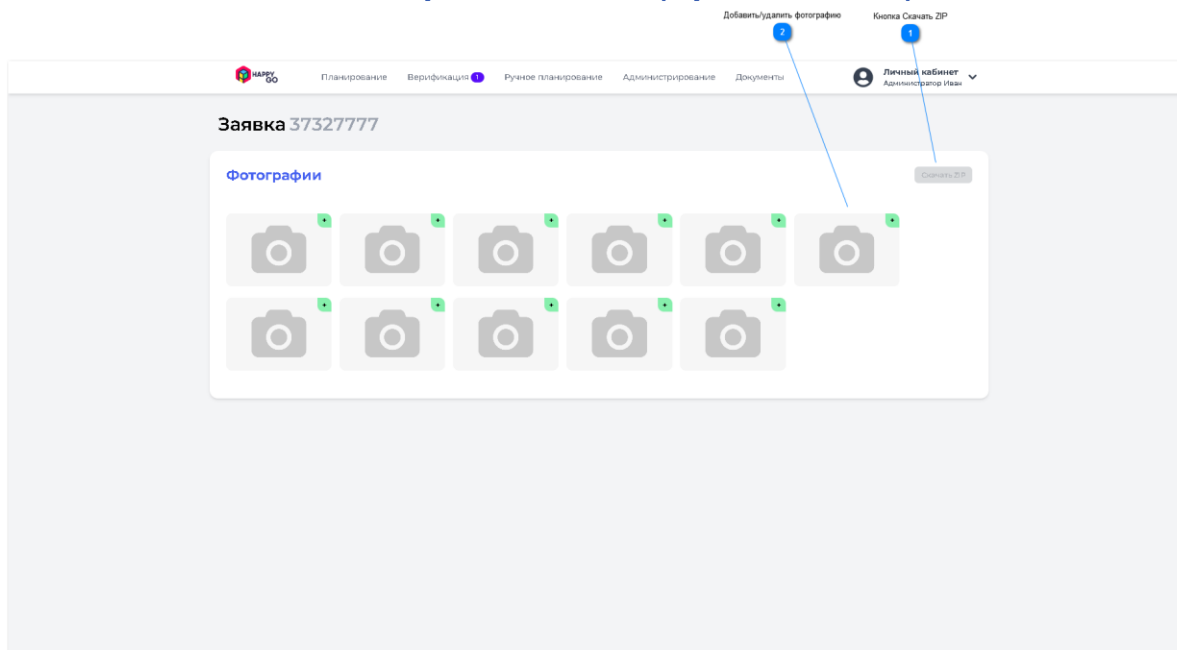 Добавить/удалить фотографию
Кнопка Скачать ZIP
2
1
HAPPY GO
Планирование
Верификация 1
Ручное планирование
Администрирование
Документы
Личный кабинет
Администратор Иван
Заявка 37327777
Фотографии
Скачать ZIP